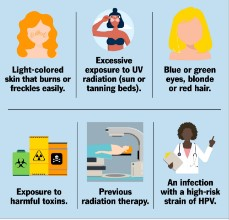 Light-colored
skin that burns or
freckles easily.
Excessive
exposure to UV
radiation (sun or
tanning beds).
Blue or green
eyes, blonde
or red hair.
Exposure to
harmful toxins.
Previous
radiation therapy.
An infection
with a high-risk
strain of HPV.